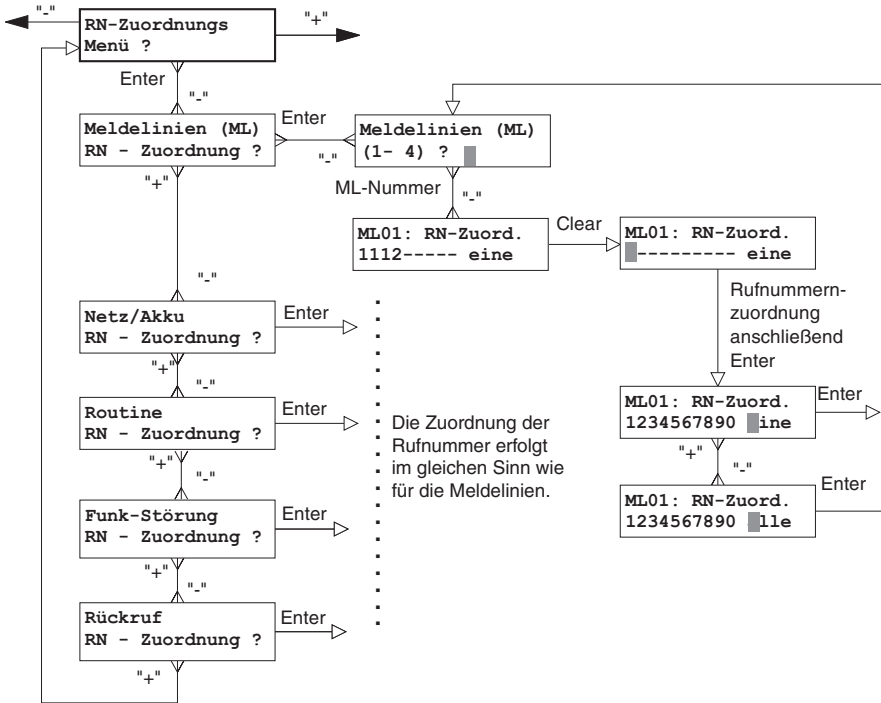 "-"
RN-Zuordnungs
Menü ?
"+"
Enter
"-"
Meldelinien (ML)
RN - Zuordnung ?
Enter
"-"
Meldelinien (ML)
(1- 4) ?
"+"
ML-Nummer
"-"
ML01: RN-Zuord.
1112----- eine
Clear
ML01: RN-Zuord.
--------- eine
Rufnummern-
zuordnung
anschließend
Enter
"-"
Netz/Akku
RN - Zuordnung ?
Enter
"+"
"-"
Routine
RN - Zuordnung ?
Enter
"+"
"-"
Funk-Störung
RN - Zuordnung ?
Enter
"+"
"-"
Rückruf
RN - Zuordnung ?
Enter
"+"
Die Zuordnung der
Rufnummer erfolgt
im gleichen Sinn wie
für die Meldelinien.
ML01: RN-Zuord.
1234567890 ine
Enter
"+"
"-"
ML01: RN-Zuord.
1234567890 lle
Enter